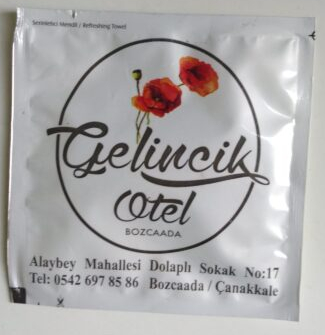 Serinletici Mendil / Refreshing Towel
Gelincik
Otel
BOZCAADA
Alaybey Mahallesi Dolaplı Sokak No:17
Tel: 0542 697 85 86 Bozcaada / Çanakkale